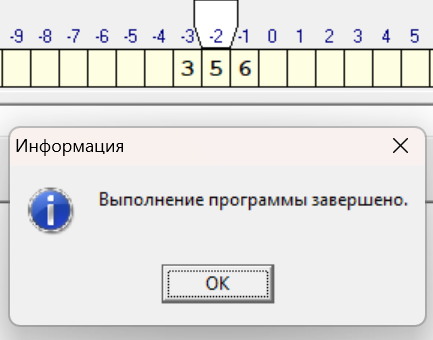 -9 -8 -7 -6 -5 -4 -3 -2 -1 0 1 2 3 4 5
3 5 6
Информация
Выполнение программы завершено.
OK